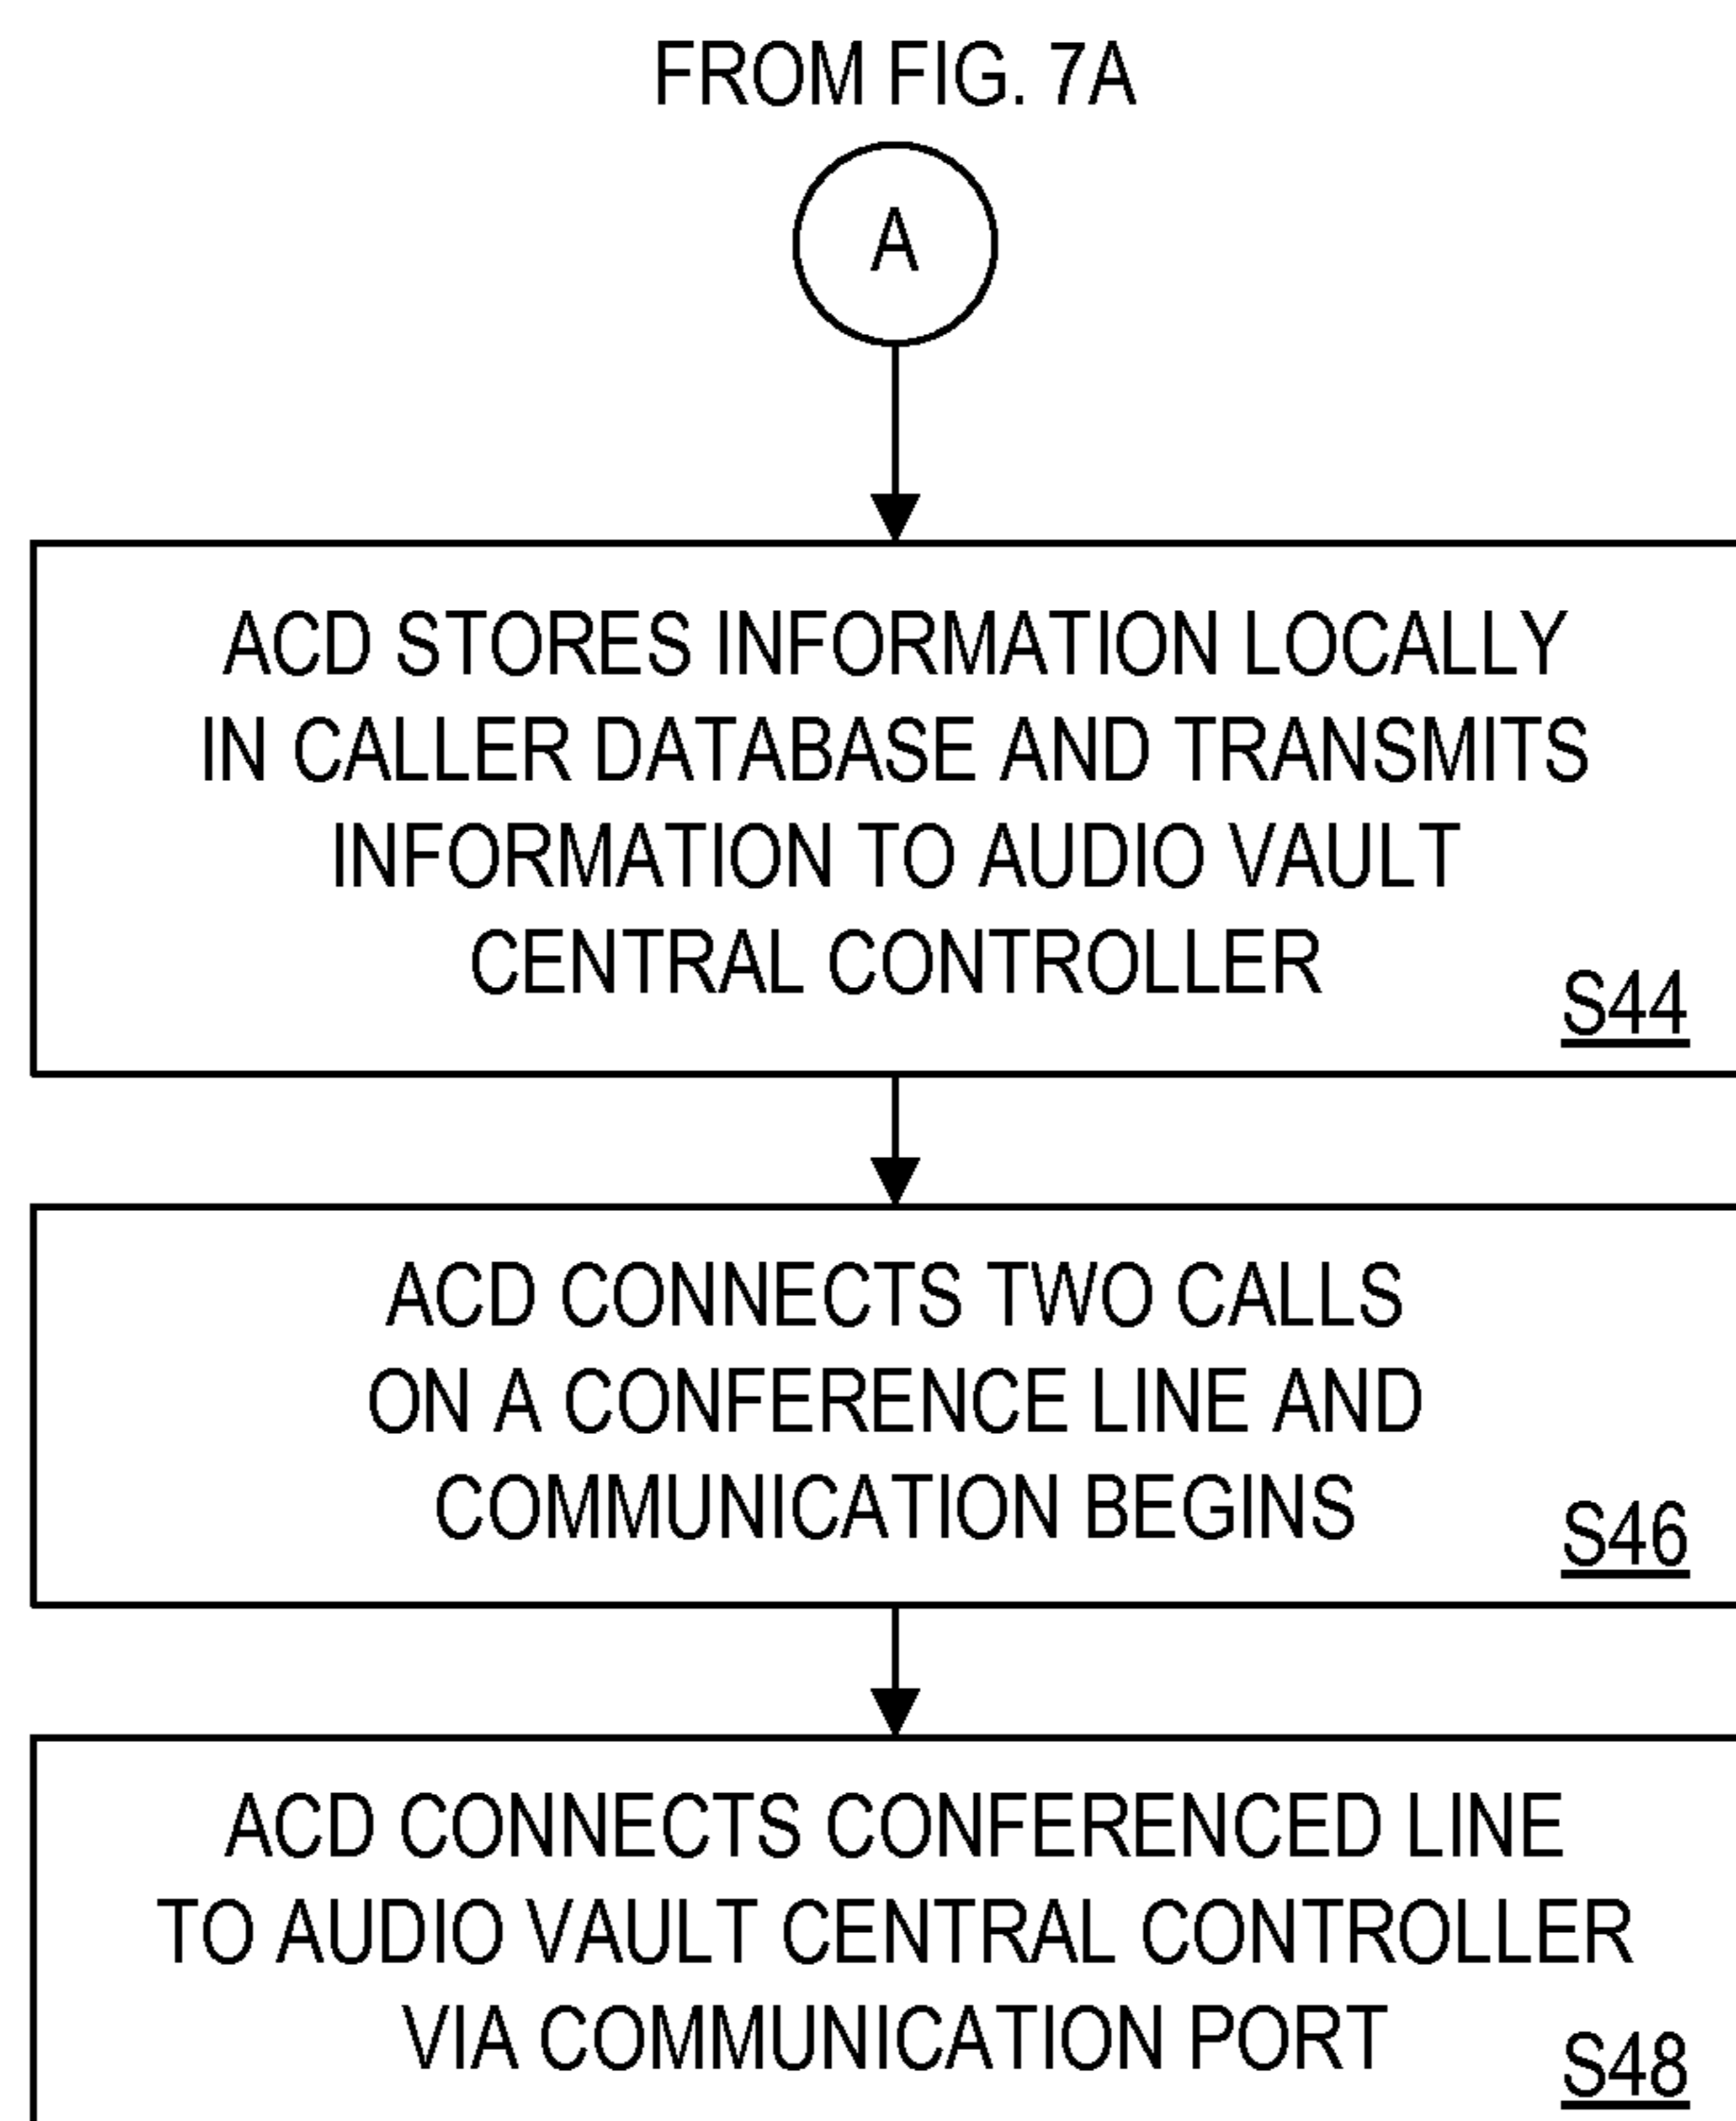 FROM FIG. 7A
A
ACD STORES INFORMATION LOCALLY
IN CALLER DATABASE AND TRANSMITS
INFORMATION TO AUDIO VAULT
CENTRAL CONTROLLER
S44
ACD CONNECTS TWO CALLS
ON A CONFERENCE LINE AND
COMMUNICATION BEGINS
S46
ACD CONNECTS CONFERENCED LINE
TO AUDIO VAULT CENTRAL CONTROLLER
VIA COMMUNICATION PORT
S48